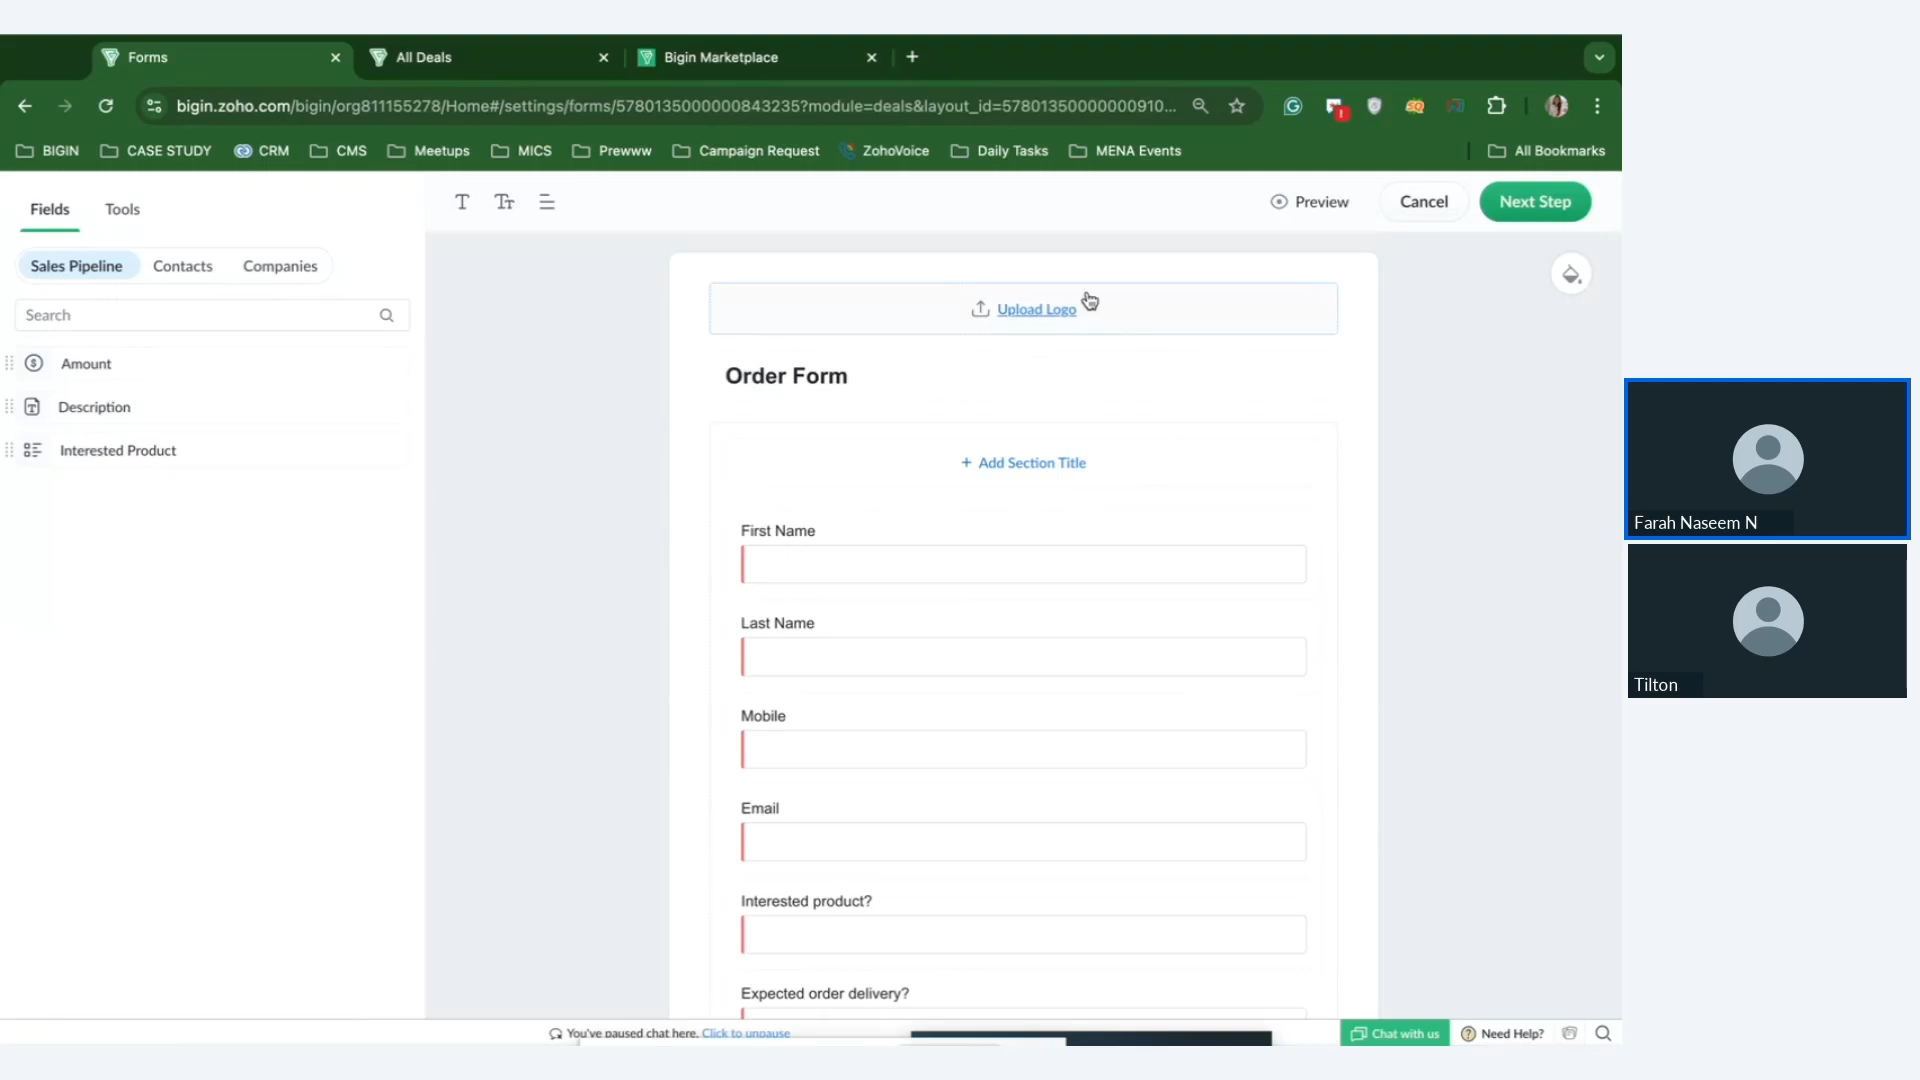 Forms
All Deals
Bigin Marketplace
bigin.zoho.com/bigin/org811155278/Home#/settings/forms/5780135000000843235?module=deals&layout_id=57801350000000910...
BIGIN
CASE STUDY
CRM
CMS
Meetups
MICS
Prewww
Campaign Request
ZohoVoice
Daily Tasks
MENA Events
All Bookmarks
Fields
Tools
Preview
Cancel
Next Step
Sales Pipeline
Contacts
Companies
Search
Amount
Description
Interested Product
Upload Logo
Order Form
+ Add Section Title
First Name
Last Name
Mobile
Email
Interested product?
Expected order delivery?
You've paused chat here. Click to unpause
Chat with us
Need Help?
Farah Naseem N
Tilton